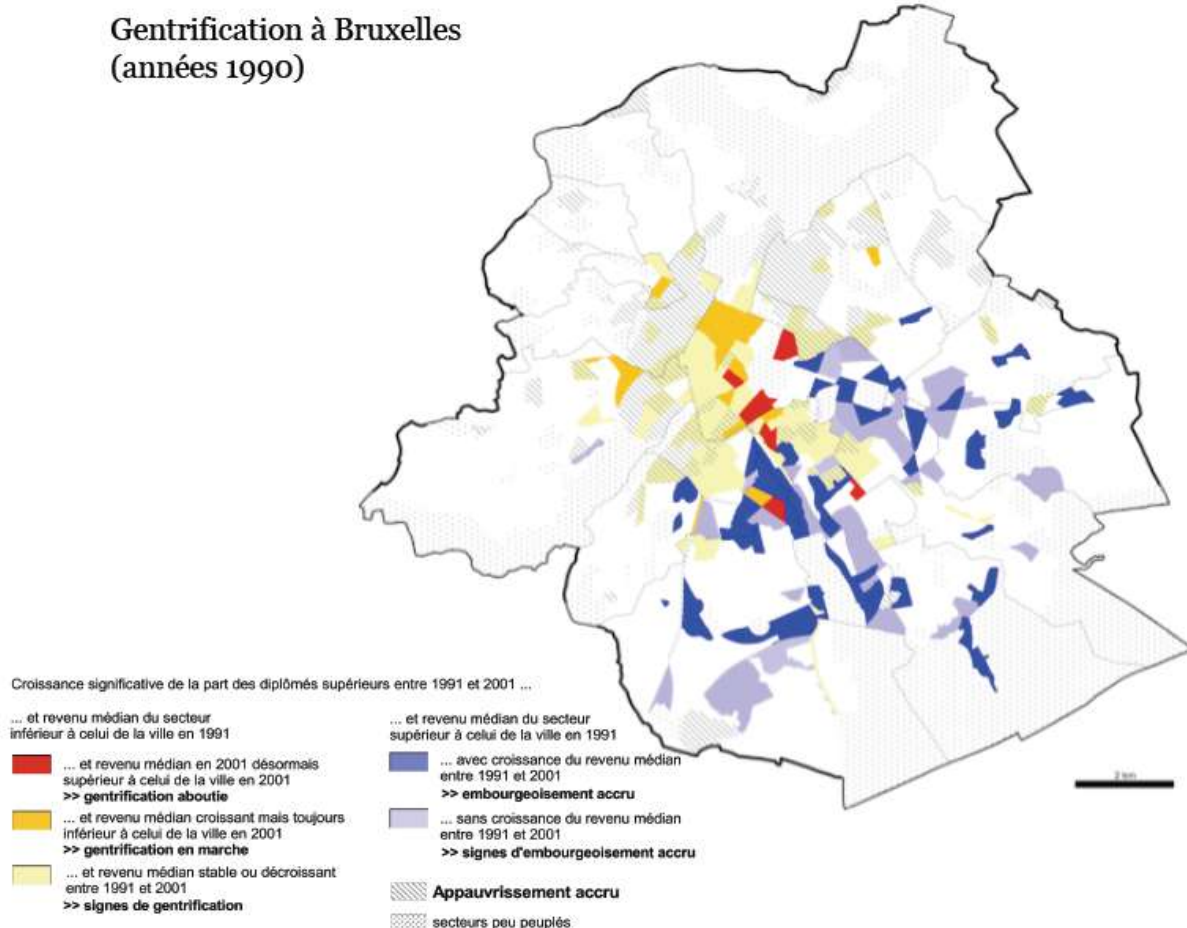 Gentrification à Bruxelles
(années 1990)
2 km
Croissance significative de la part des diplômés supérieurs entre 1991 et 2001 ...
... et revenu médian du secteur
inférieur à celui de la ville en 1991
... et revenu médian en 2001 désormais
supérieur à celui de la ville en 2001
>> gentrification aboutie
... et revenu médian croissant mais toujours
inférieur à celui de la ville en 2001
>> gentrification en marche
... et revenu médian stable ou décroissant
entre 1991 et 2001
>> signes de gentrification
... et revenu médian du secteur
supérieur à celui de la ville en 1991
... avec croissance du revenu médian
entre 1991 et 2001
>> embourgeoisement accru
... sans croissance du revenu médian
entre 1991 et 2001
>> signes d'embourgeoisement accru
Appauvrissement accru
secteurs peu peuplés